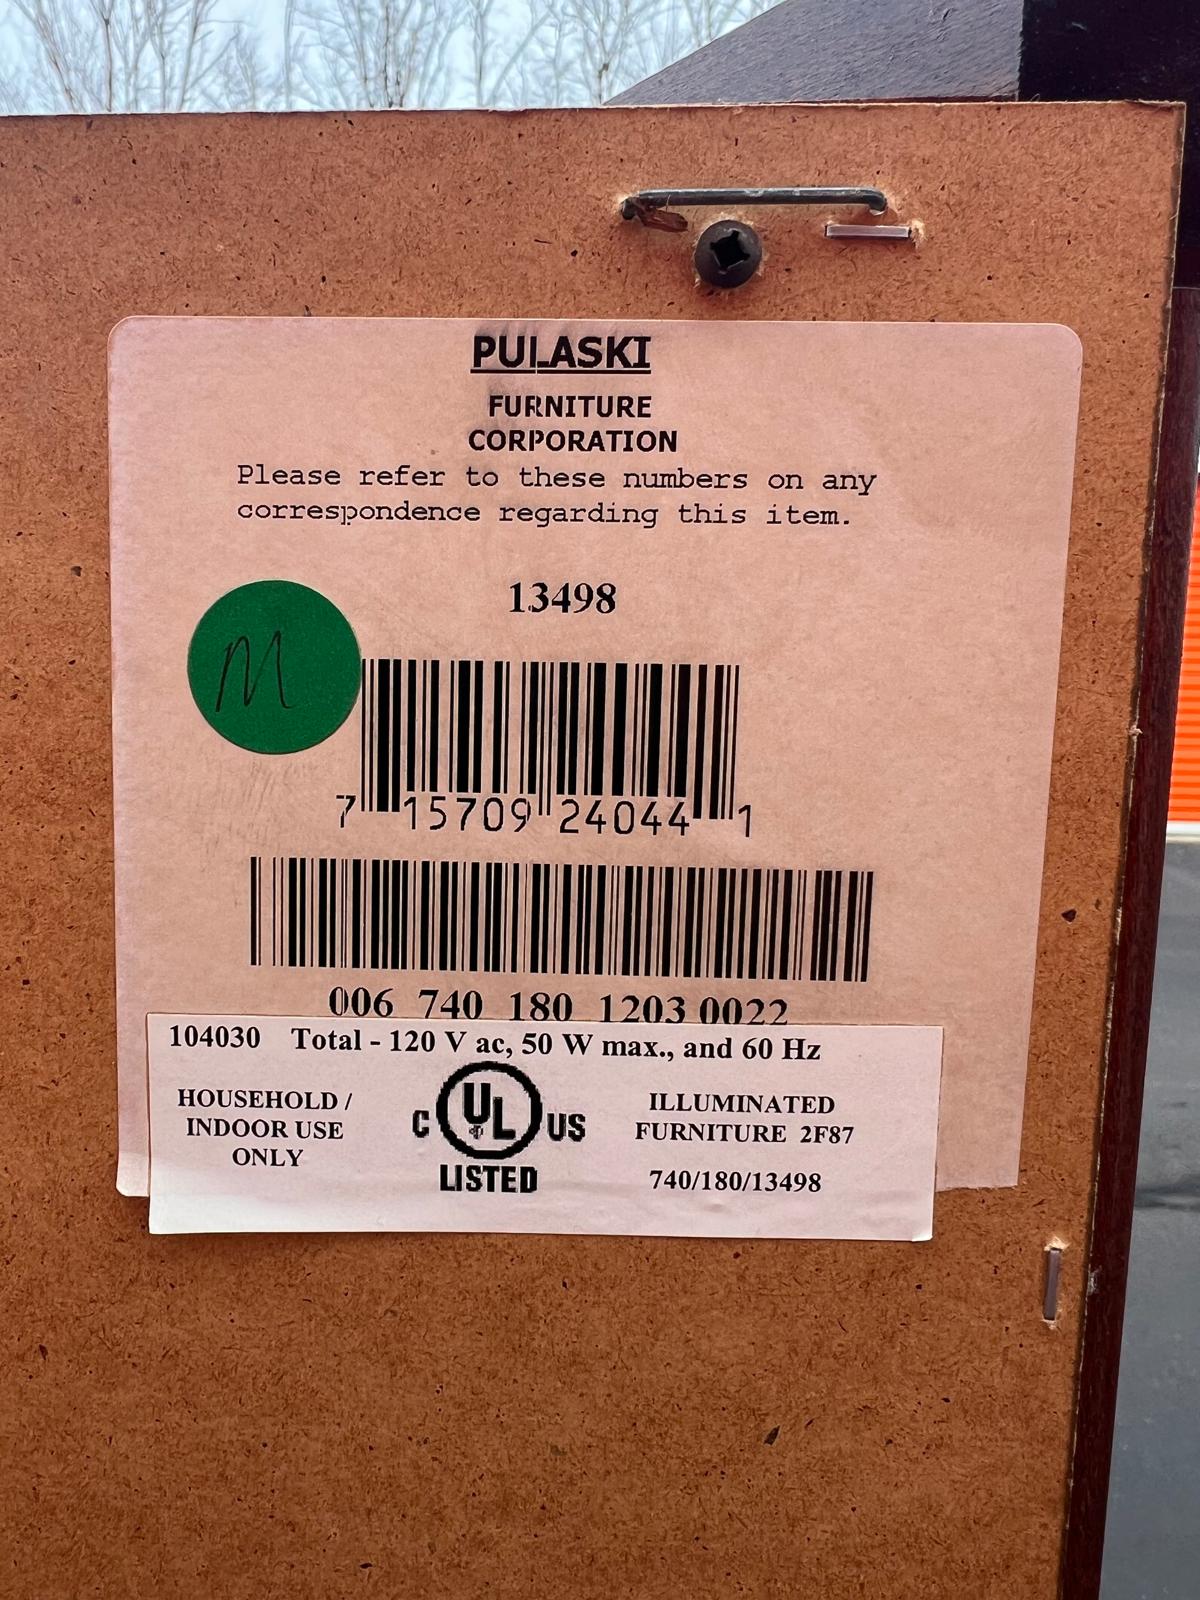 PULASKI
FURNITURE
CORPORATION
Please refer to these numbers on any
correspondence regarding this item.
13498
M
7 15709 24044 1
006 740 180 1203 0022
104030 Total - 120 V ac, 50 W max., and 60 Hz
HOUSEHOLD /
INDOOR USE
ONLY
C UL US
LISTED
ILLUMINATED
FURNITURE 2F87
740/180/13498